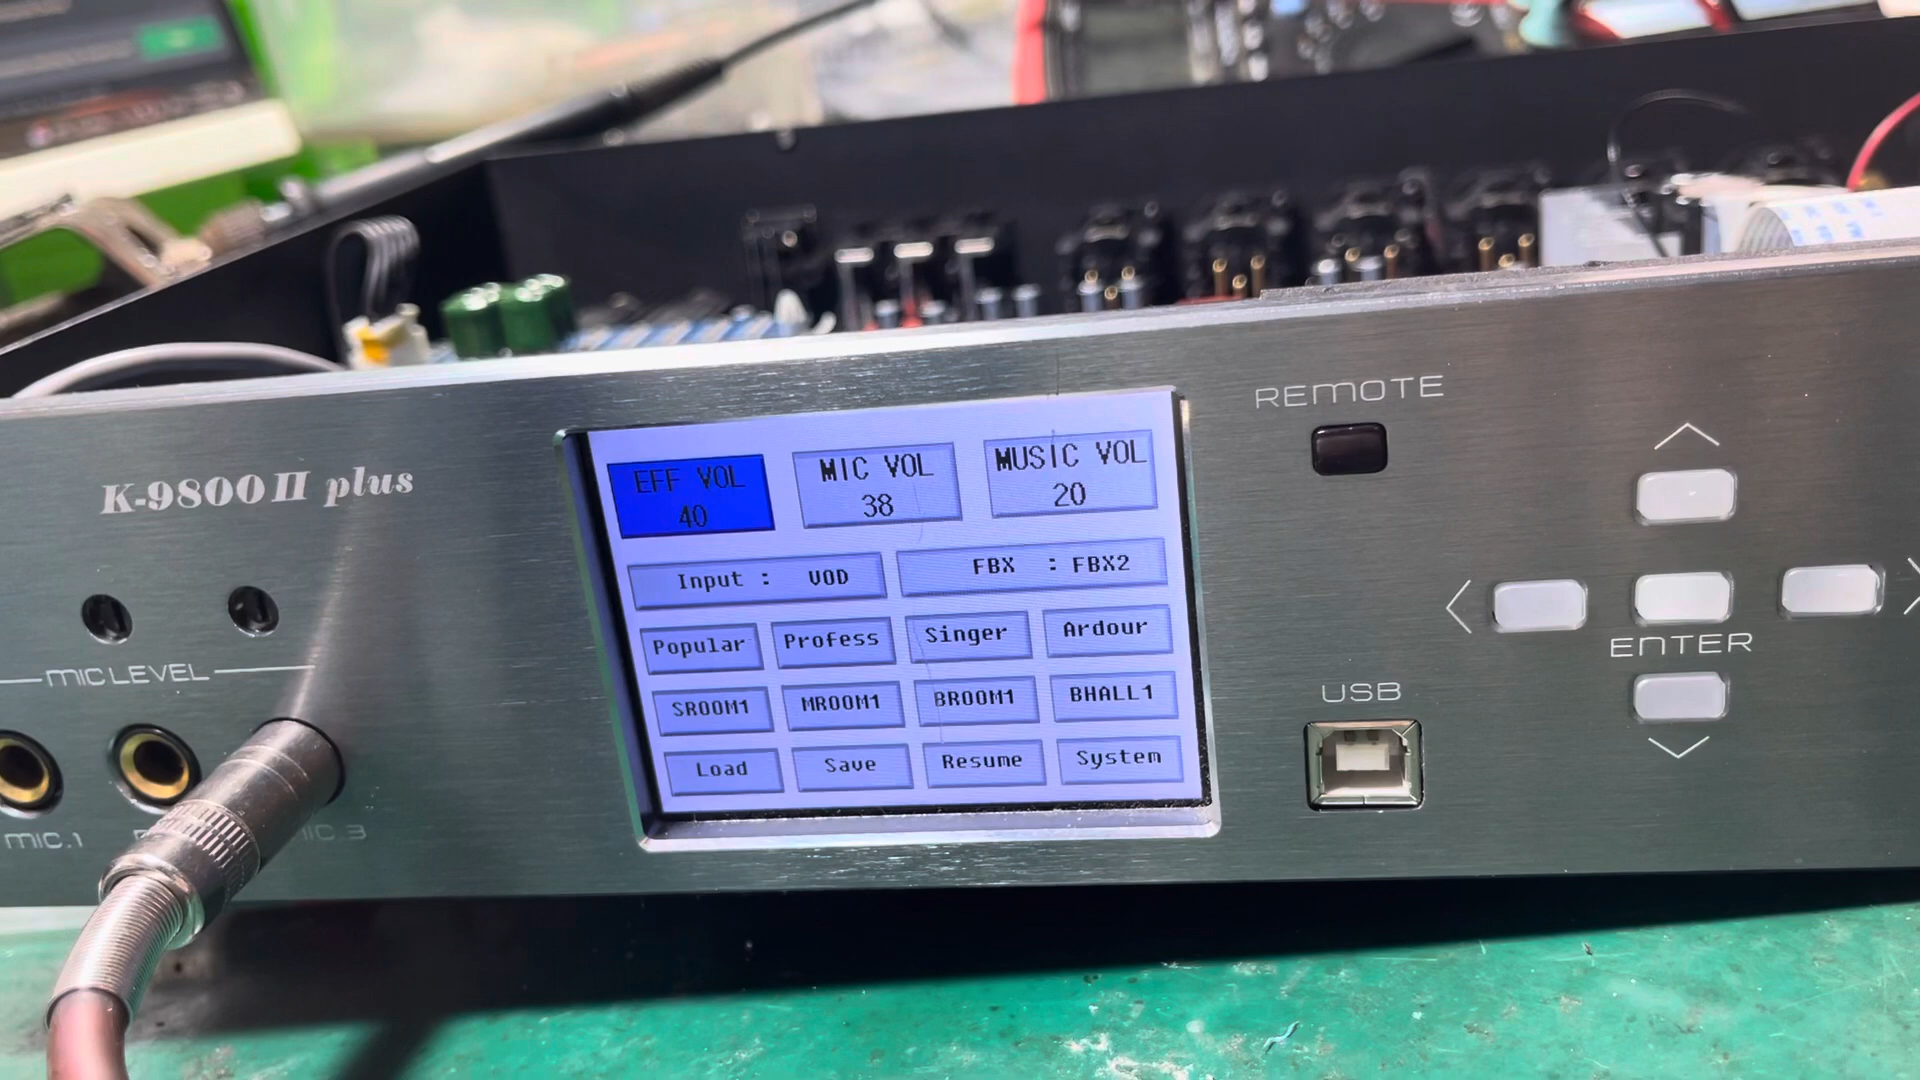 K-9800II plus
MIC LEVEL
MIC.1
MIC.3
EFF VOL
40
MIC VOL
38
MUSIC VOL
20
Input : VOD
FBX : FBX2
Popular
Profess
Singer
Ardour
SROOM1
MROOM1
BROOM1
BHALL1
Load
Save
Resume
System
REMOTE
USB
ENTER